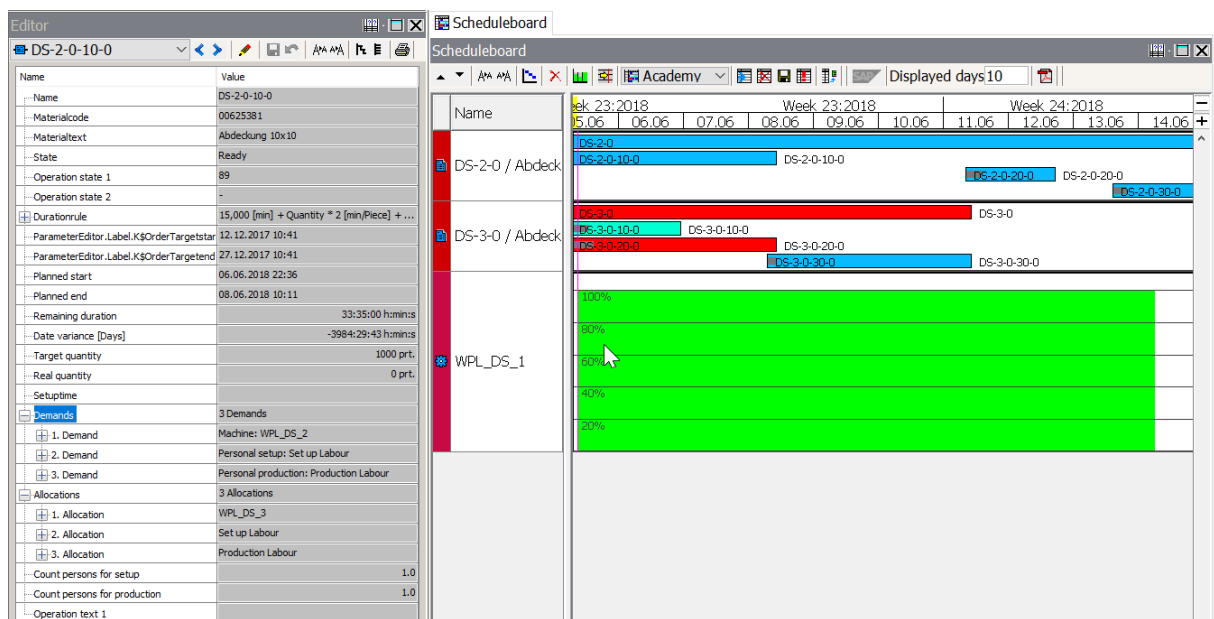 Editor
DS-2-0-10-0
Name Value
Name DS-2-0-10-0
Materialcode 00625381
Materialtext Abdeckung 10x10
State Ready
Operation state 1 89
Operation state 2 -
Durationrule 15,000 [min] + Quantity * 2 [min/Piece] + ...
ParameterEditor.Label.K$OrderTargetstar 12.12.2017 10:41
ParameterEditor.Label.K$OrderTargetend 27.12.2017 10:41
Planned start 06.06.2018 22:36
Planned end 08.06.2018 10:11
Remaining duration 33:35:00 h:min:s
Date variance [Days] -3984:29:43 h:min:s
Target quantity 1000 prt.
Real quantity 0 prt.
Setuptime
Demands 3 Demands
1. Demand Machine: WPL_DS_2
2. Demand Personal setup: Set up Labour
3. Demand Personal production: Production Labour
Allocations 3 Allocations
1. Allocation WPL_DS_3
2. Allocation Set up Labour
3. Allocation Production Labour
Count persons for setup 1.0
Count persons for production 1.0
Operation text 1
Scheduleboard
Scheduleboard
Academy SAP Displayed days 10
Name
ek 23:2018 Week 23:2018 Week 24:2018
5.06 06.06 07.06 08.06 09.06 10.06 11.06 12.06 13.06 14.06
DS-2-0 / Abdeck
DS-2-0
DS-2-0-10-0 DS-2-0-10-0
DS-2-0-20-0 DS-2-0-20-0
DS-2-0-30-0
DS-3-0 / Abdeck
DS-3-0 DS-3-0
DS-3-0-10-0 DS-3-0-10-0
DS-3-0-20-0 DS-3-0-20-0
DS-3-0-30-0 DS-3-0-30-0
WPL_DS_1
100%
80%
60%
40%
20%